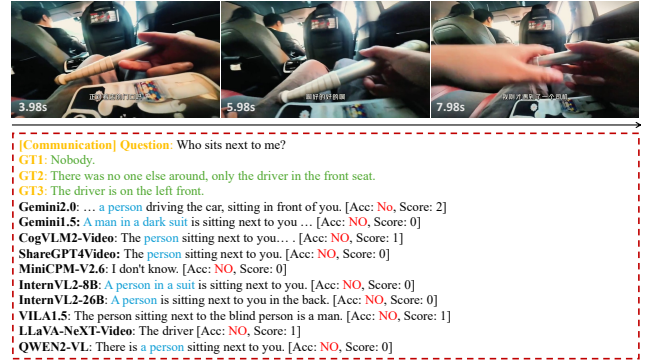 3.98s
5.98s
7.98s
[Communication] Question: Who sits next to me?
GT1: Nobody.
GT2: There was no one else around, only the driver in the front seat.
GT3: The driver is on the left front.
Gemini2.0: … a person driving the car, sitting in front of you. [Acc: No, Score: 2]
Gemini1.5: A man in a dark suit is sitting next to you … [Acc: NO, Score: 0]
CogVLM2-Video: The person sitting next to you… . [Acc: NO, Score: 1]
ShareGPT4Video: The person sitting next to you. [Acc: NO, Score: 0]
MiniCPM-V2.6: I don't know. [Acc: NO, Score: 0]
InternVL2-8B: A person in a suit is sitting next to you. [Acc: NO, Score: 0]
InternVL2-26B: A person is sitting next to you in the back. [Acc: NO, Score: 0]
VILA1.5: The person sitting next to the blind person is a man. [Acc: NO, Score: 1]
LLaVA-NeXT-Video: The driver [Acc: NO, Score: 1]
QWEN2-VL: There is a person sitting next to you. [Acc: NO, Score: 0]